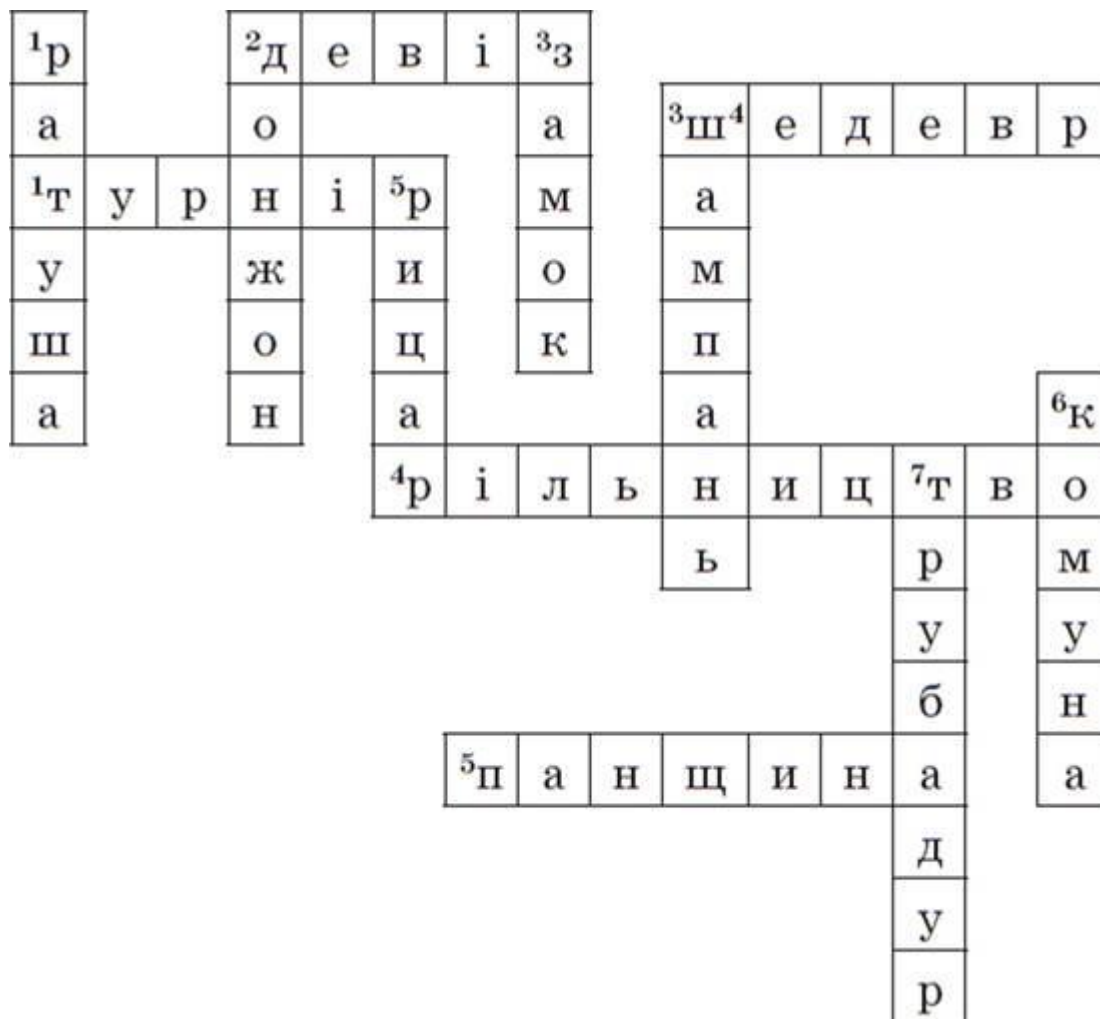 ¹р ²д е в і ³з
а о а ³ш⁴ е д е в р
¹т у р н і ⁵р м а
у ж и о м
ш о ц к п
а н а а ⁶к
⁴р і л ь н и ц ⁷т в о
ь р м
у у
б н
⁵п а н щ и н а а
д
у
р